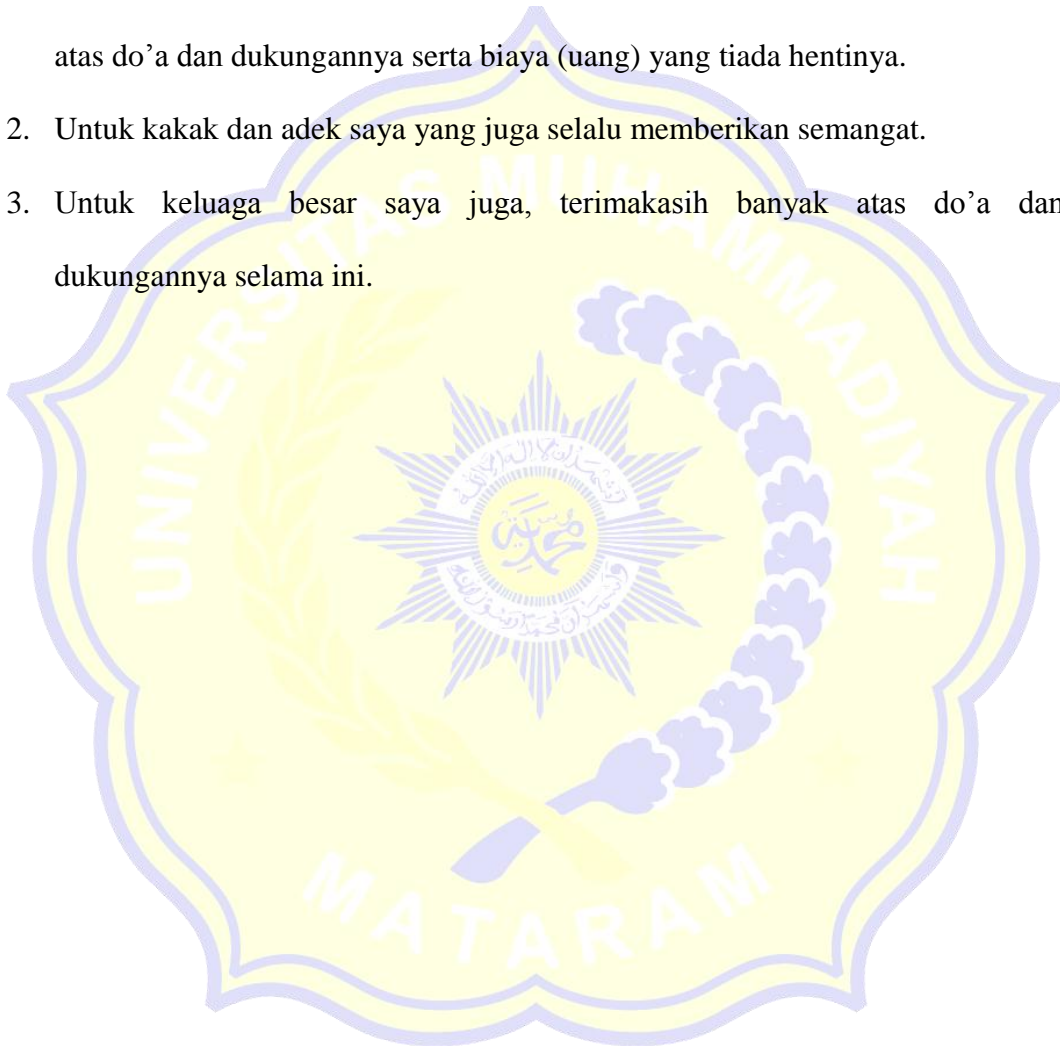 atas do’a dan dukungannya serta biaya (uang) yang tiada hentinya.
2. Untuk kakak dan adek saya yang juga selalu memberikan semangat.
3. Untuk keluaga besar saya juga, terimakasih banyak atas do’a dan
dukungannya selama ini.
UNIVERSITAS MUHAMMADIYAH
MATARAM